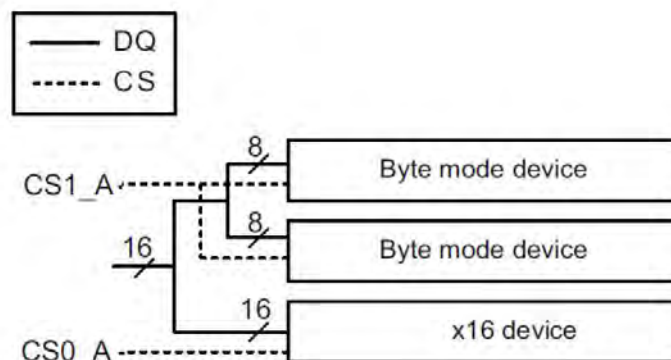 DQ
CS
8
Byte mode device
CS1_A
8
Byte mode device
16
16
x16 device
CS0_A